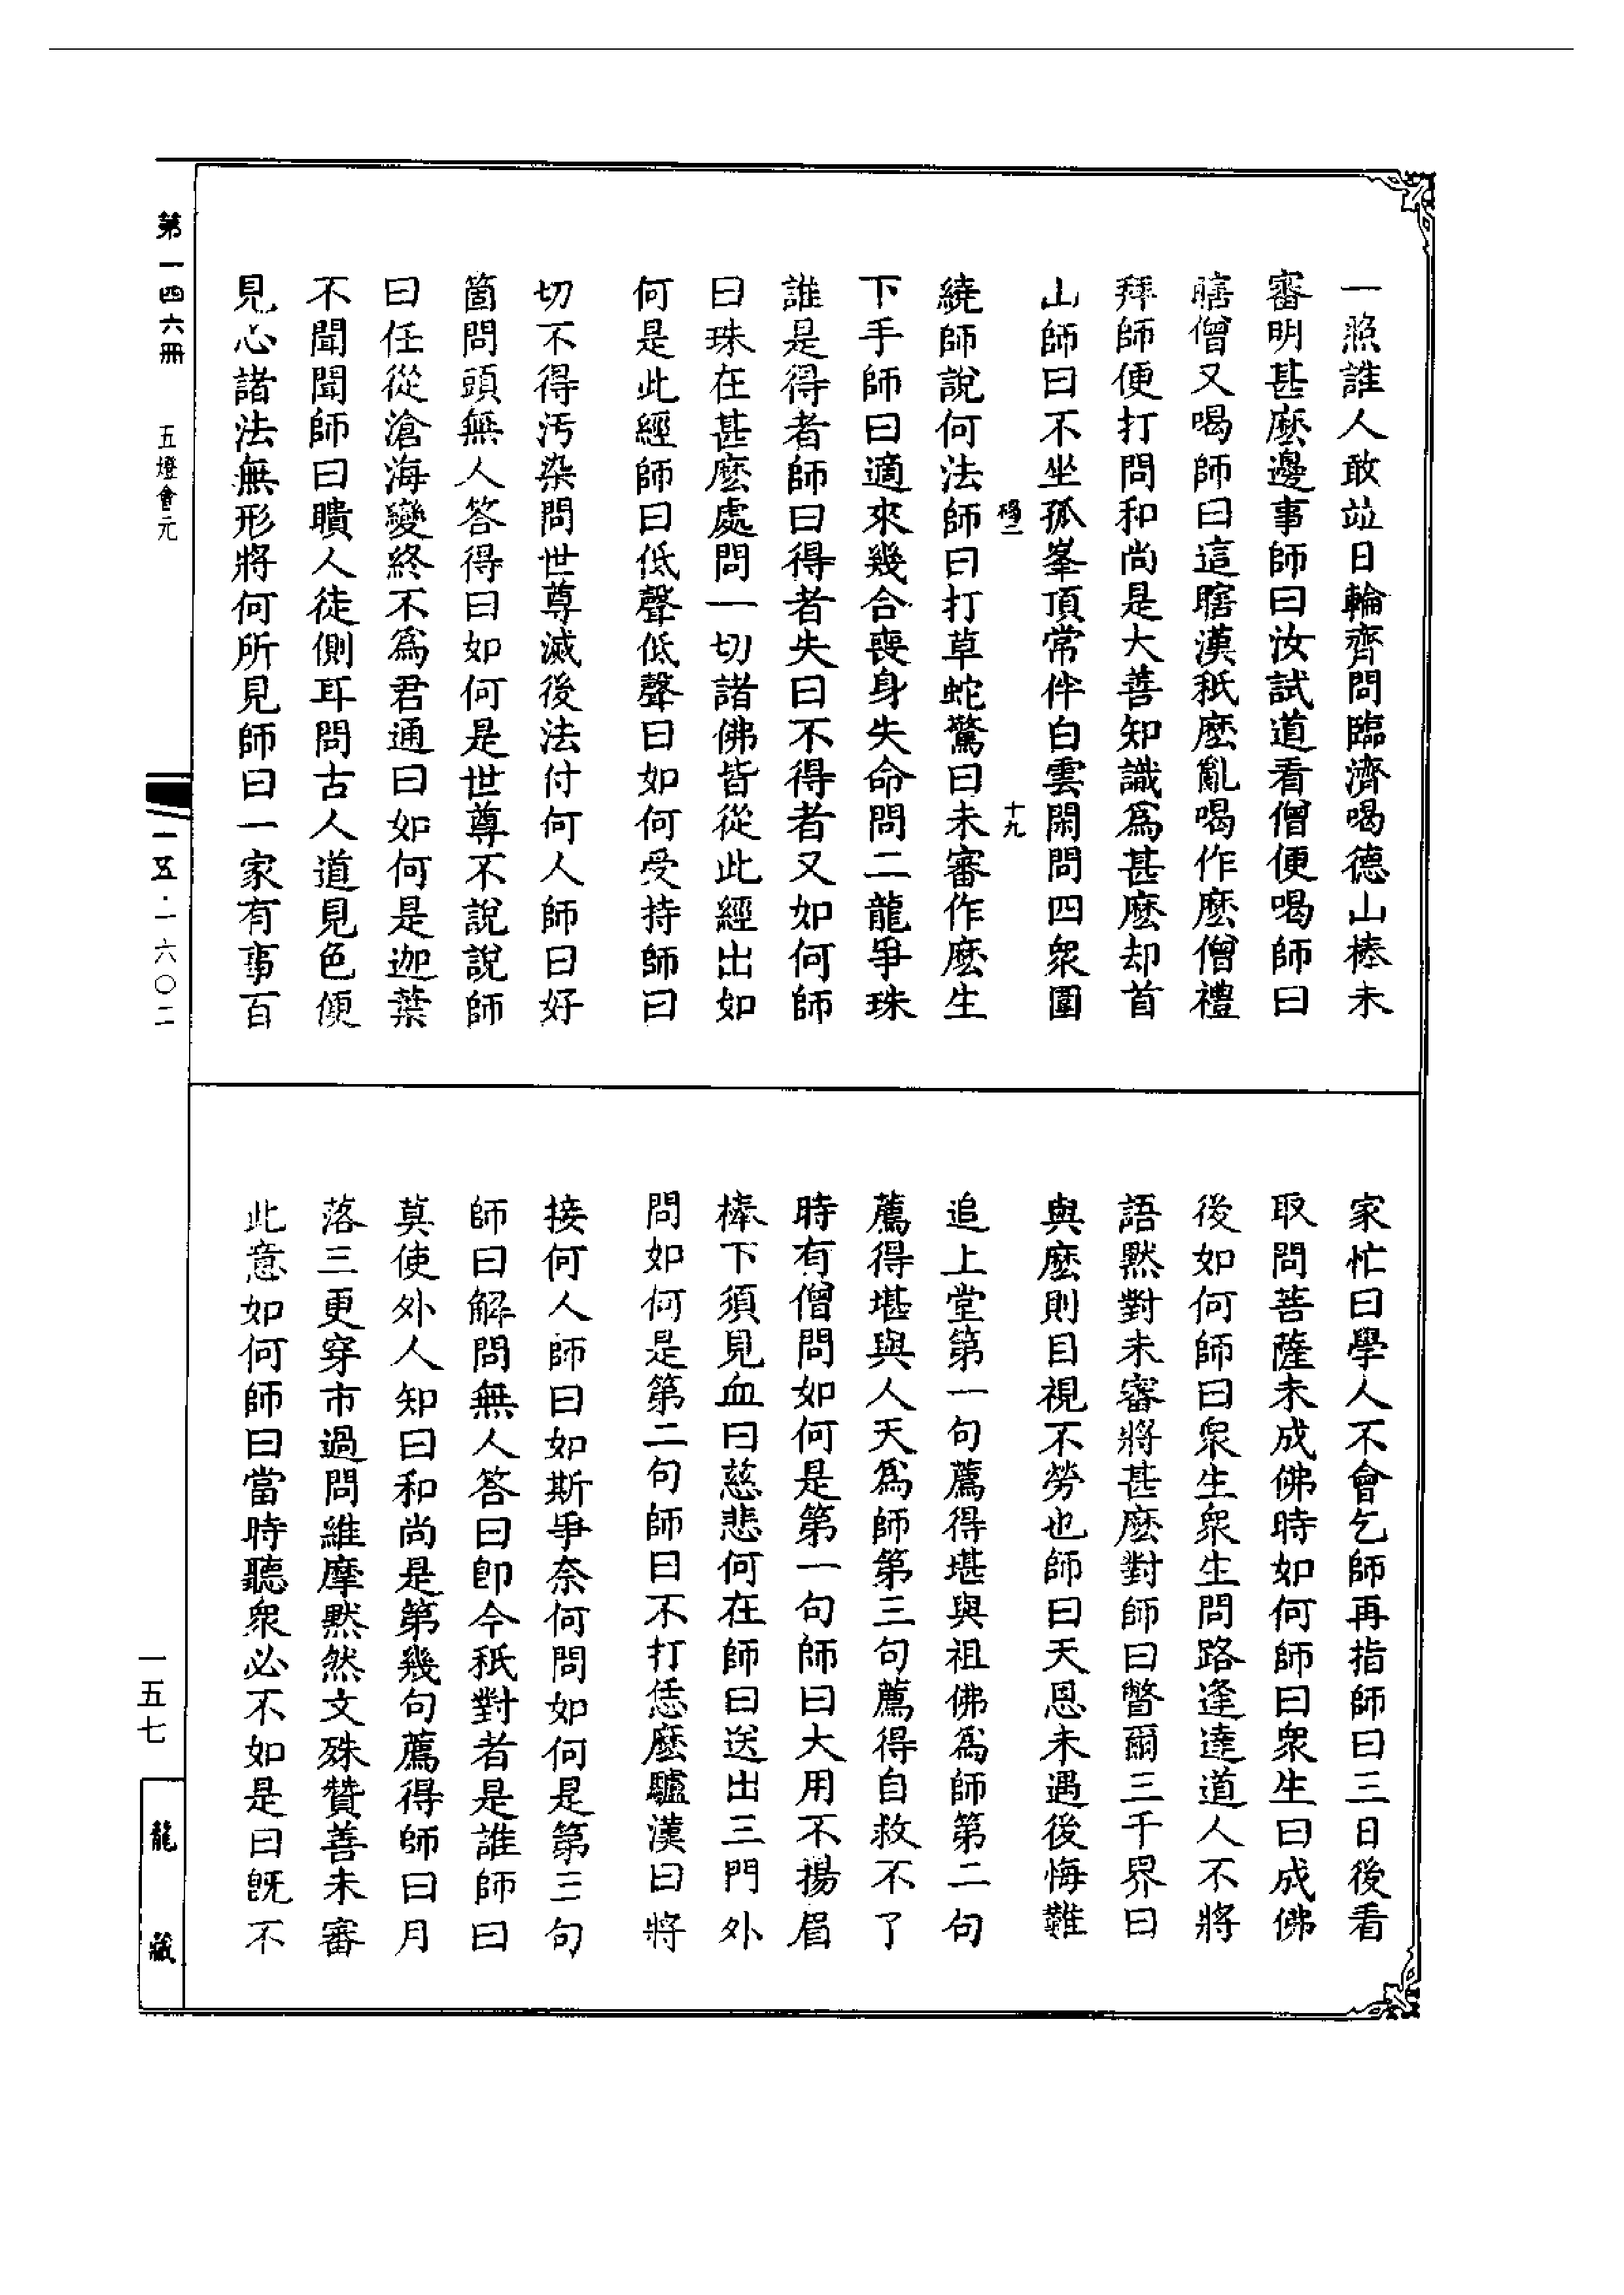 一照誰人敢竝日輪齊問臨濟喝德山棒未
審明甚麽邊事師曰汝試道看僧便喝師曰
瞎僧又喝師曰這瞎漢秖麽亂喝作麽僧禮
拜師便打問和尚是大善知識爲甚麽却首
山師曰不坐孤峯頂常伴白雲閑問四衆圍
十九
繞師說何法師曰打草蛇驚曰未審作麽生
下手師曰適來幾合喪身失命問二龍爭珠
誰是得者師曰得者失曰不得者又如何師
曰珠在甚麽處問一切諸佛皆從此經出如
何是此經師曰低聲低聲曰如何受持師曰
切不得汚染問世尊滅後法付何人師曰好
箇問頭無人答得曰如何是世尊不說說師
曰任從滄海變終不爲君通曰如何是迦葉
不聞聞師曰聵人徒側耳問古人道見色便
見心諸法無形將何所見師曰一家有事百
家忙曰學人不會乞師再指師曰三日後看
取問菩薩未成佛時如何師曰衆生曰成佛
後如何師曰衆生衆生問路逢達道人不將
語黙對未審將甚麽對師曰瞥爾三千界曰
與麽則目視不勞也師曰天恩未遇後悔難
追上堂第一句薦得堪與祖佛爲師第二句
薦得堪與人天爲師第三句薦得自救不了
時有僧問如何是第一句師曰大用不揚眉
棒下須見血曰慈悲何在師曰送出三門外
問如何是第二句師曰不打恁麽驢漢曰將
接何人師曰如斯爭奈何問如何是第三句
師曰解問無人答曰卽今秖對者是誰師曰
莫使外人知曰和尚是第幾句薦得師曰月
落三更穿市過問維摩黙然文殊贊善未審
此意如何師曰當時聽衆必不如是曰旣不
第一四六冊
五燈會元
一五·一六〇二
一五七
龍藏